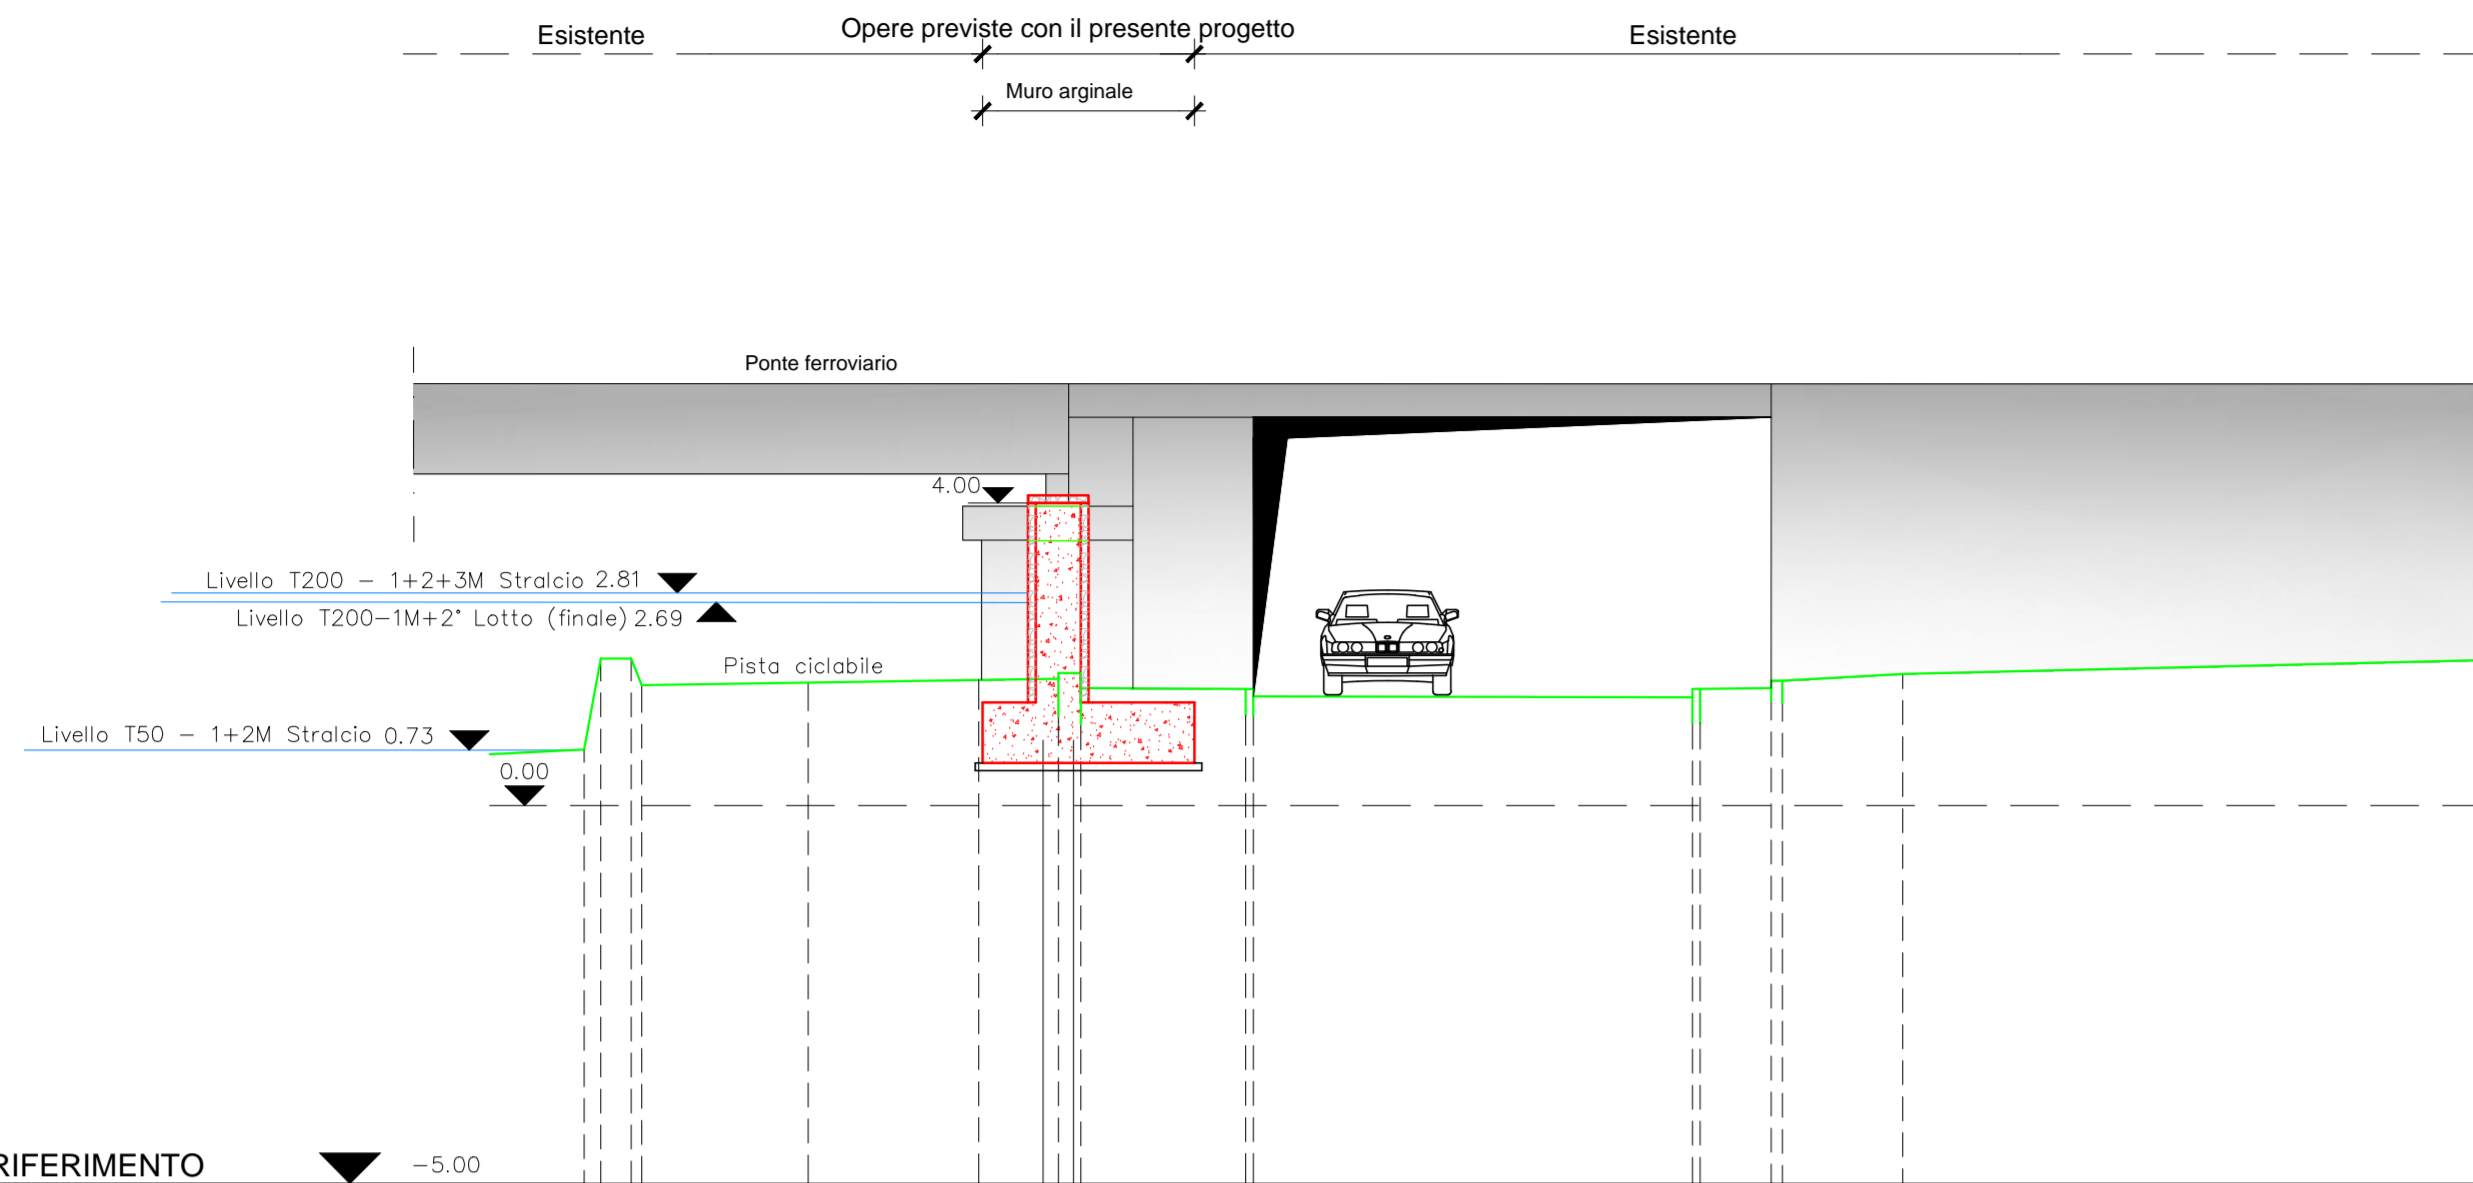 Esistente
Opere previste con il presente progetto
Esistente
Muro arginale
Ponte ferroviario
4.00
Livello T200 - 1+2+3M Stralcio 2.81
Livello T200-1M+2° Lotto (finale) 2.69
Pista ciclabile
Livello T50 - 1+2M Stralcio 0.73
0.00
RIFERIMENTO
-5.00